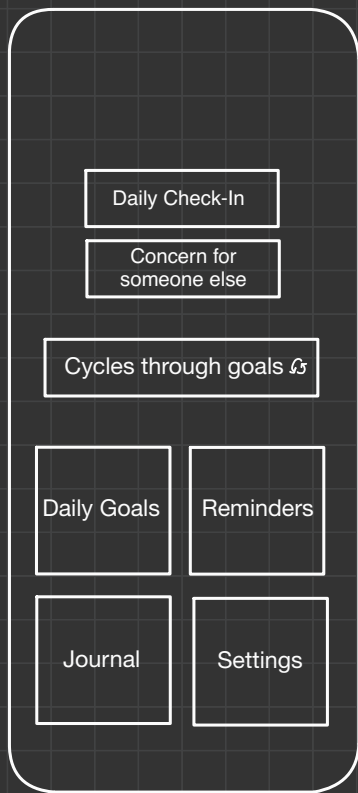 Daily Check-In
Concern for
someone else
Cycles through goals
Daily Goals
Reminders
Journal
Settings